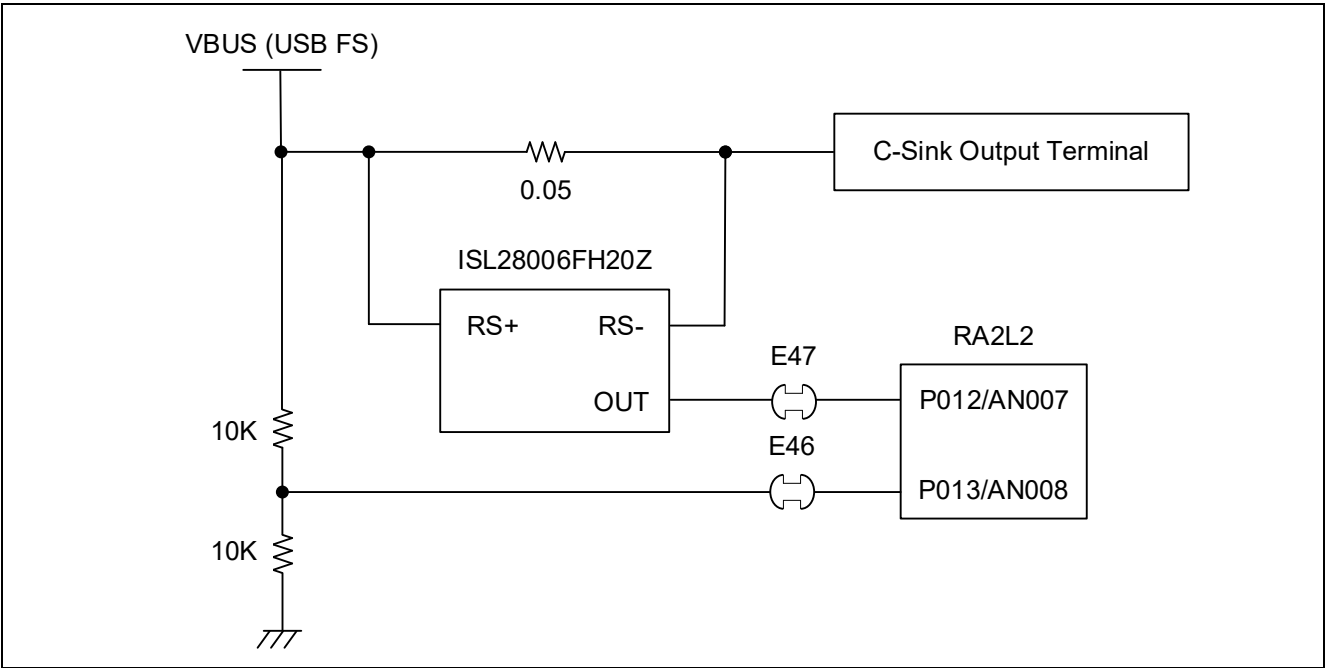 VBUS (USB FS)
C-Sink Output Terminal
0.05
ISL28006FH20Z
RS+ RS-
RA2L2
E47
OUT
P012/AN007
10K
E46
P013/AN008
10K